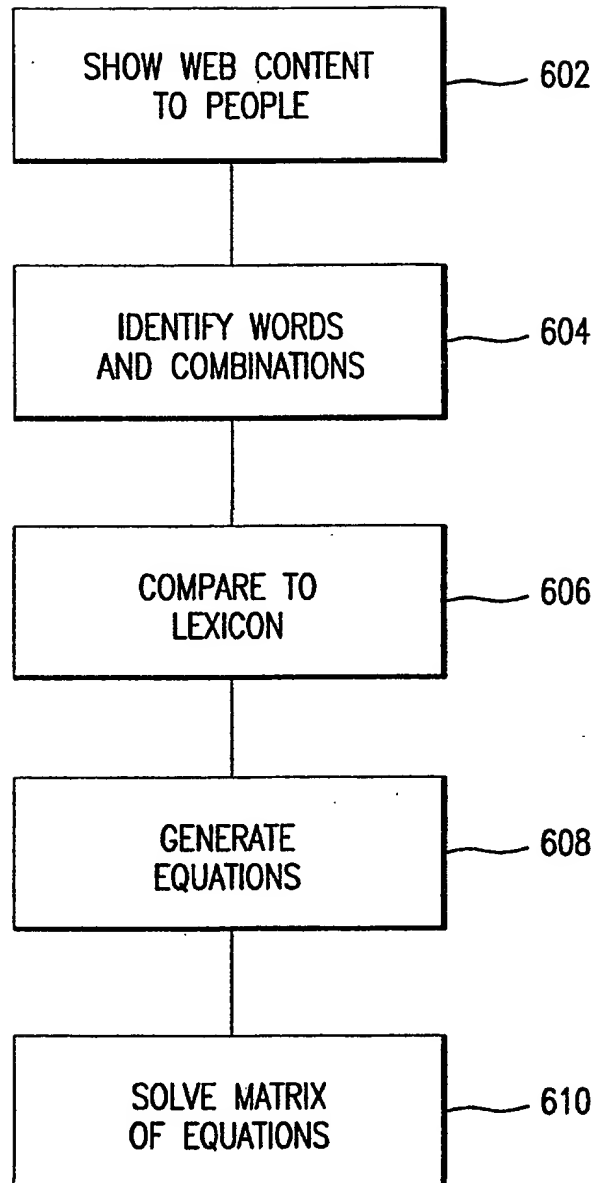 SHOW WEB CONTENT
TO PEOPLE
602
IDENTIFY WORDS
AND COMBINATIONS
604
COMPARE TO
LEXICON
606
GENERATE
EQUATIONS
608
SOLVE MATRIX
OF EQUATIONS
610